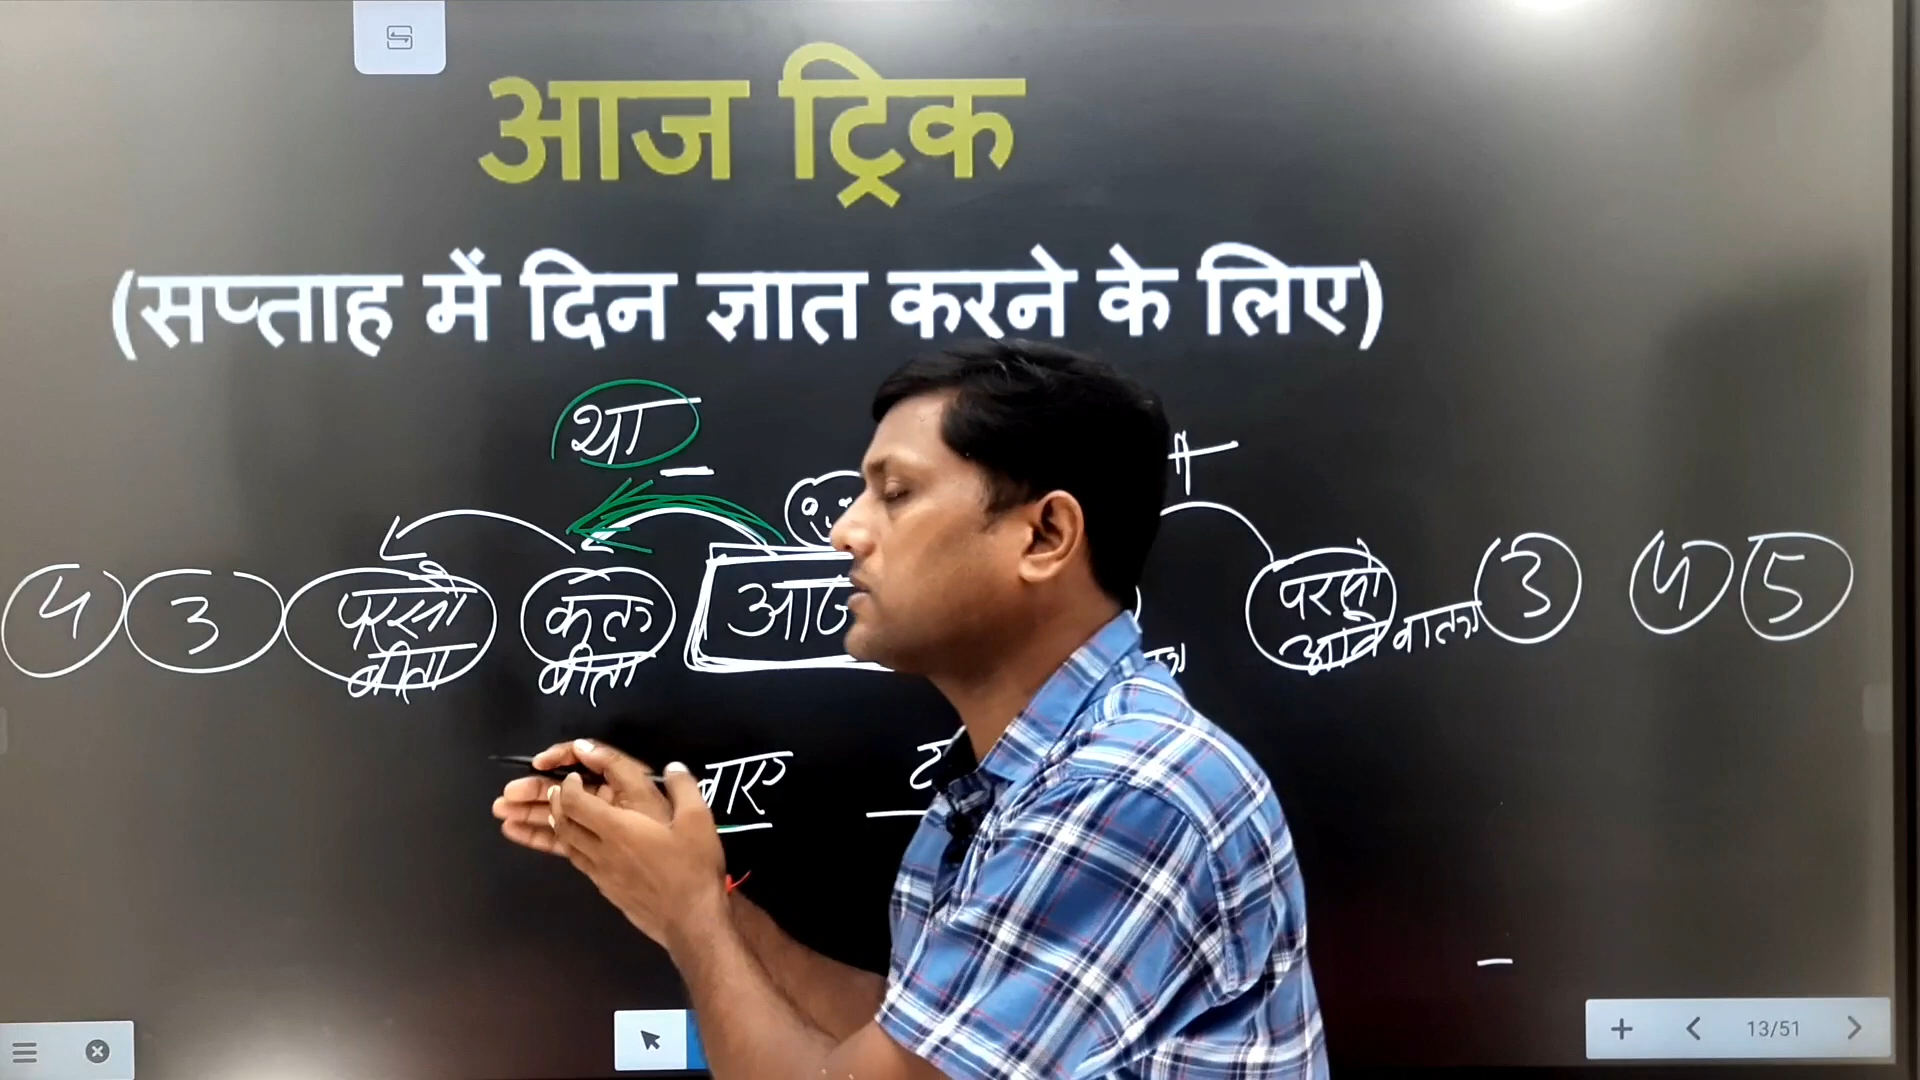 आज ट्रिक
(सप्ताह में दिन ज्ञात करने के लिए)
था
4 3 परसो कल आज परसो 3 4 5
बीता बीता आने वाला
13/51